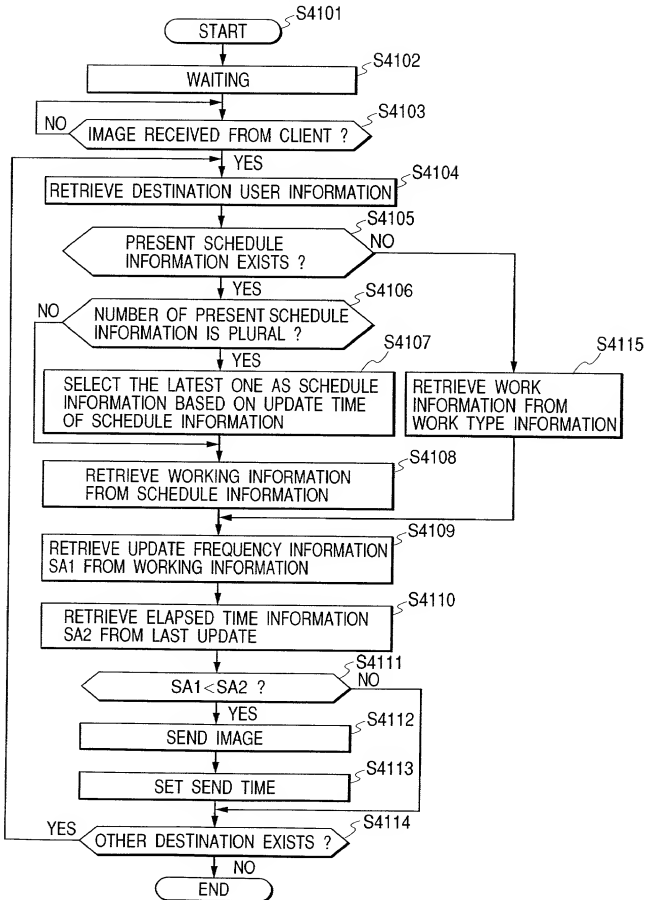 S4101
START
S4102
WAITING
S4103
NO
IMAGE RECEIVED FROM CLIENT ?
YES
S4104
RETRIEVE DESTINATION USER INFORMATION
S4105
PRESENT SCHEDULE
INFORMATION EXISTS ?
NO
YES
S4106
NO
NUMBER OF PRESENT SCHEDULE
INFORMATION IS PLURAL ?
YES
S4107
SELECT THE LATEST ONE AS SCHEDULE
INFORMATION BASED ON UPDATE TIME
OF SCHEDULE INFORMATION
S4115
RETRIEVE WORK
INFORMATION FROM
WORK TYPE INFORMATION
S4108
RETRIEVE WORKING INFORMATION
FROM SCHEDULE INFORMATION
S4109
RETRIEVE UPDATE FREQUENCY INFORMATION
SA1 FROM WORKING INFORMATION
S4110
RETRIEVE ELAPSED TIME INFORMATION
SA2 FROM LAST UPDATE
S4111
SA1<SA2 ?
NO
YES
S4112
SEND IMAGE
S4113
SET SEND TIME
S4114
YES
OTHER DESTINATION EXISTS ?
NO
END